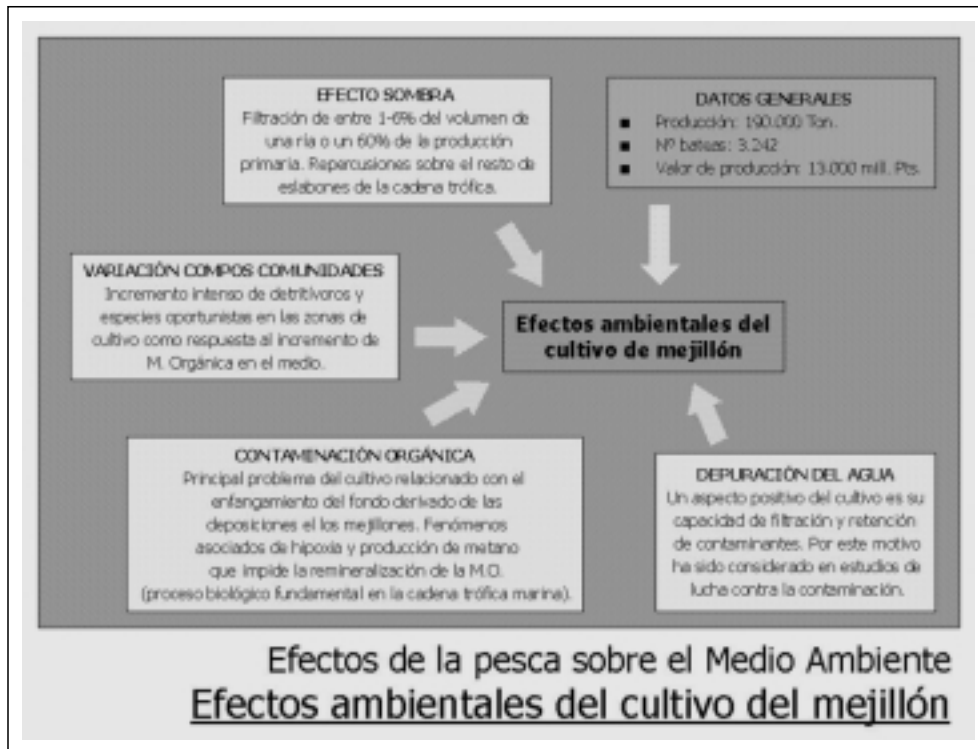 EFECTO SOMBRA
Filtración de entre 1-6% del volumen de
una ría o un 60% de la producción
primaria. Repercusiones sobre el resto de
eslabones de la cadena trófica.
DATOS GENERALES
■ Producción: 190.000 Ton.
■ Nº bateas: 3.242
■ Valor de producción: 13.000 mill. Pts.
VARIACIÓN COMPOS COMUNIDADES
Incremento intenso de detritívoros y
especies oportunistas en las zonas de
cultivo como respuesta al incremento de
M. Orgánica en el medio.
Efectos ambientales del
cultivo de mejillón
CONTAMINACIÓN ORGÁNICA
Principal problema del cultivo relacionado con el
enfangamiento del fondo derivado de las
deposiciones el los mejillones. Fenómenos
asociados de hipoxia y producción de metano
que impide la remineralización de la M.O.
(proceso biológico fundamental en la cadena trófica marina).
DEPURACIÓN DEL AGUA
Un aspecto positivo del cultivo es su
capacidad de filtración y retención
de contaminantes. Por este motivo
ha sido considerado en estudios de
lucha contra la contaminación.
Efectos de la pesca sobre el Medio Ambiente
Efectos ambientales del cultivo del mejillón